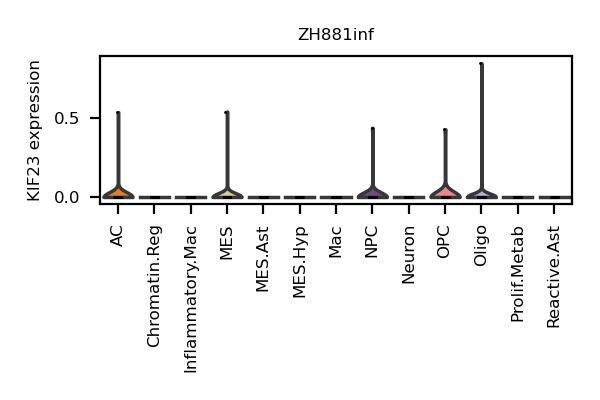 ZH881inf
KIF23 expression
0.5
0.0
AC
Chromatin.Reg
Inflammatory.Mac
MES
MES.Ast
MES.Hyp
Mac
NPC
Neuron
OPC
Oligo
Prolif.Metab
Reactive.Ast